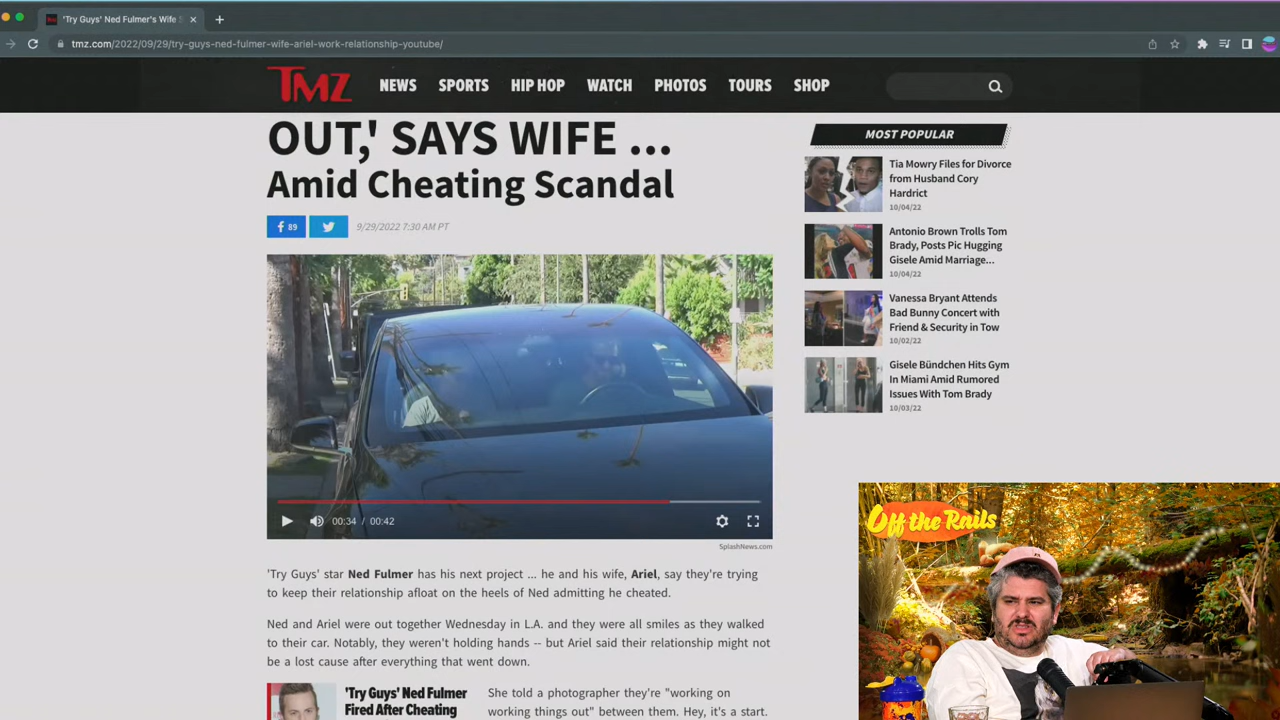 'Try Guys' Ned Fulmer's Wife S
tmz.com/2022/09/29/try-guys-ned-fulmer-wife-ariel-work-relationship-youtube/
TMZ
NEWS
SPORTS
HIP HOP
WATCH
PHOTOS
TOURS
SHOP
OUT,' SAYS WIFE ...
Amid Cheating Scandal
89
9/29/2022 7:30 AM PT
00:34 / 00:42
SplashNews.com
'Try Guys' star Ned Fulmer has his next project ... he and his wife, Ariel, say they're trying
to keep their relationship afloat on the heels of Ned admitting he cheated.
Ned and Ariel were out together Wednesday in L.A. and they were all smiles as they walked
to their car. Notably, they weren't holding hands -- but Ariel said their relationship might not
be a lost cause after everything that went down.
'Try Guys' Ned Fulmer
Fired After Cheating
She told a photographer they're "working on
working things out" between them. Hey, it's a start.
MOST POPULAR
Tia Mowry Files for Divorce
from Husband Cory
Hardrict
10/04/22
Antonio Brown Trolls Tom
Brady, Posts Pic Hugging
Gisele Amid Marriage...
10/04/22
Vanessa Bryant Attends
Bad Bunny Concert with
Friend & Security in Tow
10/02/22
Gisele Bündchen Hits Gym
In Miami Amid Rumored
Issues With Tom Brady
10/03/22
Off the Rails